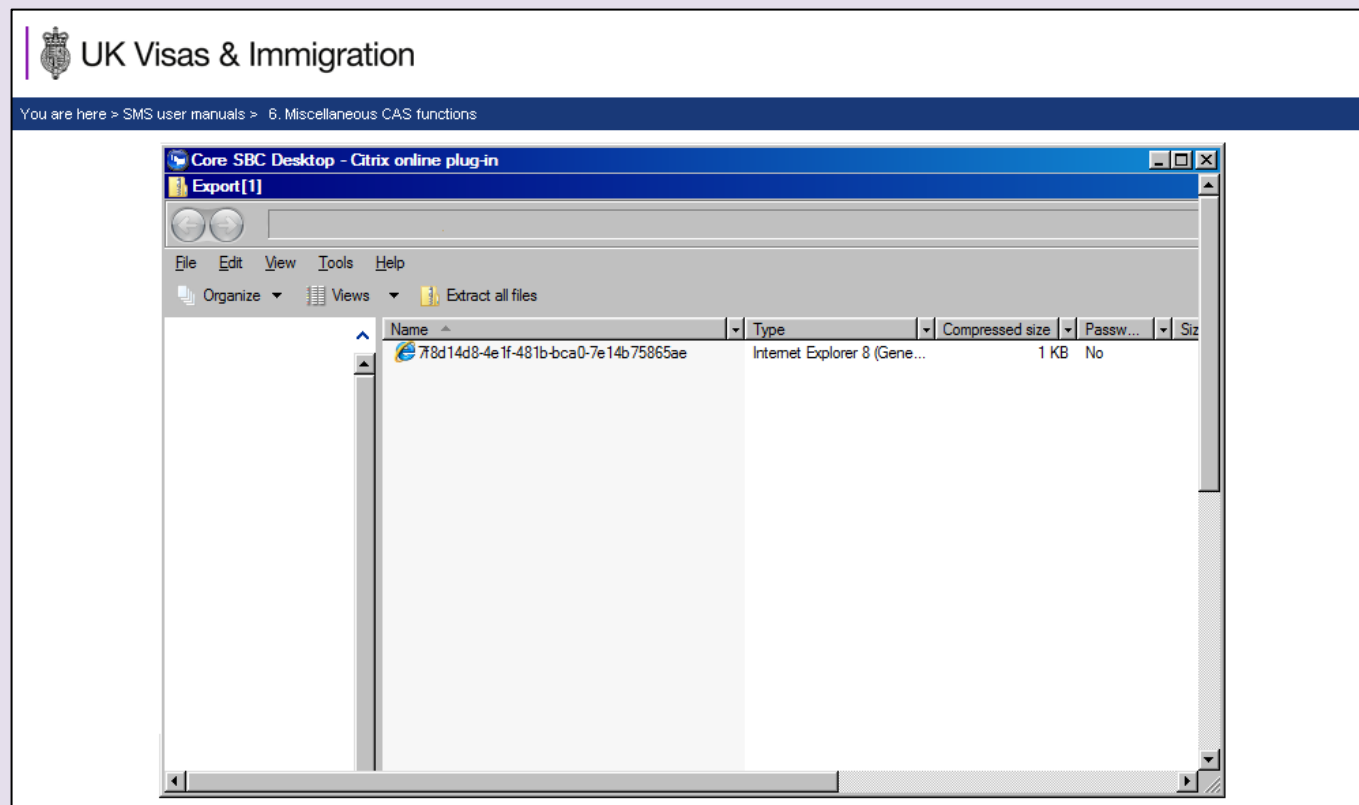 UK Visas & Immigration
You are here > SMS user manuals > 6. Miscellaneous CAS functions
Core SBC Desktop - Citrix online plug-in
Export[1]
File Edit View Tools Help
Organize Views Extract all files
Name Type Compressed size Passw... Siz
7f8d14d8-4e1f-481b-bca0-7e14b75865ae Internet Explorer 8 (Gene... 1 KB No